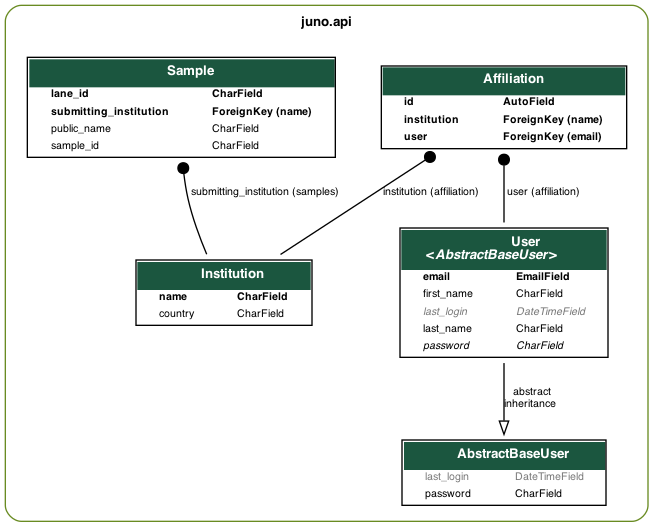 juno.api
Sample
lane_id CharField
submitting_institution ForeignKey (name)
public_name CharField
sample_id CharField
Affiliation
id AutoField
institution ForeignKey (name)
user ForeignKey (email)
submitting_institution (samples)
institution (affiliation)
user (affiliation)
Institution
name CharField
country CharField
User
<AbstractBaseUser>
email EmailField
first_name CharField
last_login DateTimeField
last_name CharField
password CharField
abstract
inheritance
AbstractBaseUser
last_login DateTimeField
password CharField